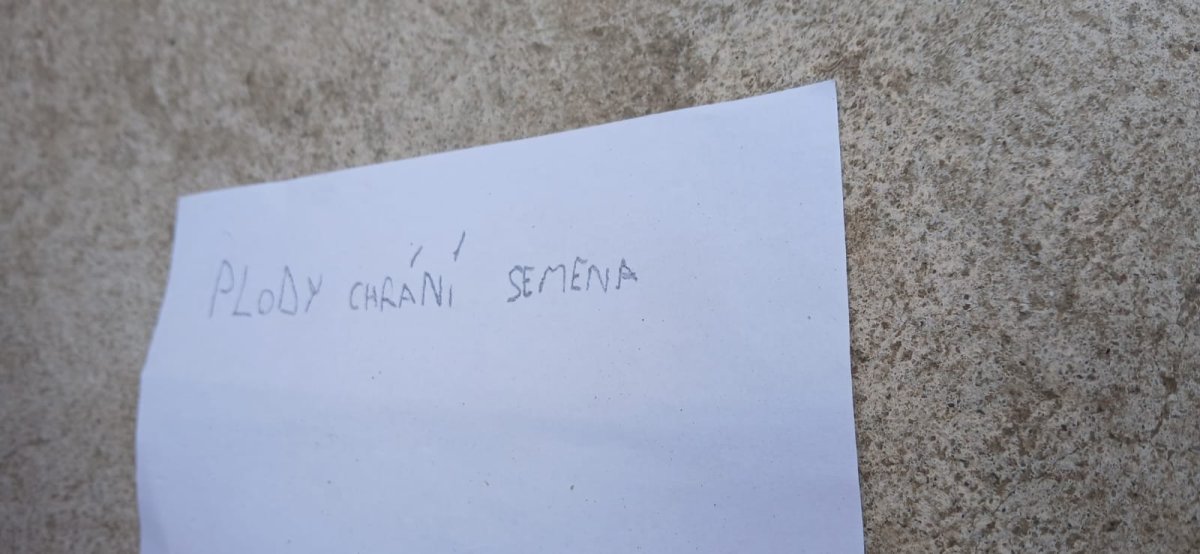 PLODY CHRÁNÍ SEMENA